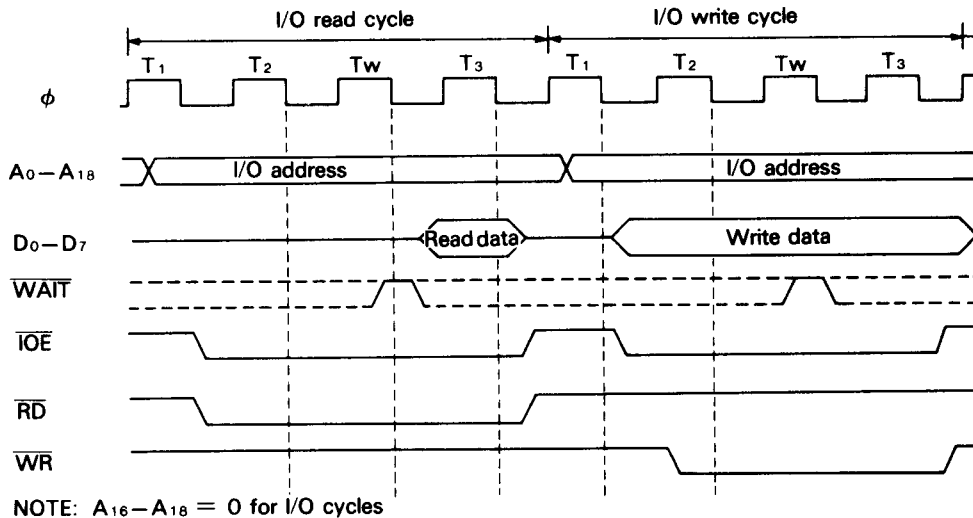 I/O read cycle I/O write cycle
T1 T2 Tw T3 T1 T2 Tw T3
ϕ
A0–A18 I/O address I/O address
D0–D7 Read data Write data
WAIT
IOE
RD
WR
NOTE: A16–A18 = 0 for I/O cycles